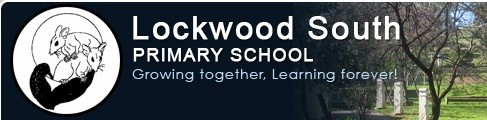 Lockwood South
PRIMARY SCHOOL
Growing together, Learning forever!